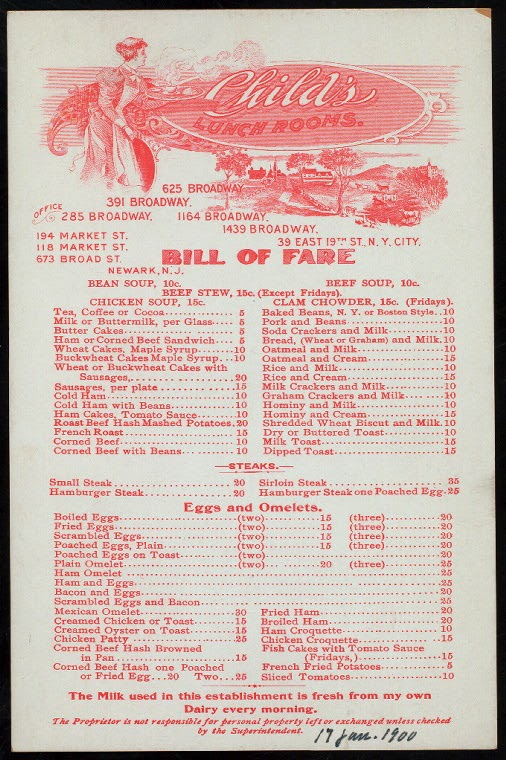 Child's
LUNCH ROOMS.
625 BROADWAY
391 BROADWAY.
OFFICE 285 BROADWAY. 1164 BROADWAY.
1439 BROADWAY.
194 MARKET ST. 39 EAST 19TH ST., N.Y. CITY.
118 MARKET ST.
673 BROAD ST.
NEWARK, N.J.
BILL OF FARE
BEAN SOUP, 10c. BEEF SOUP, 10c.
BEEF STEW, 15c. (Except Fridays).
CHICKEN SOUP, 15c. CLAM CHOWDER, 15c. (Fridays).
Tea, Coffee or Cocoa 5
Milk or Buttermilk, per Glass 5
Butter Cakes 5
Ham or Corned Beef Sandwich 5
Wheat Cakes, Maple Syrup 10
Buckwheat Cakes Maple Syrup 10
Wheat or Buckwheat Cakes with
Sausages, 20
Sausages, per plate 15
Cold Ham 10
Cold Ham with Beans 10
Ham Cakes, Tomato Sauce 10
Roast Beef Hash Mashed Potatoes. 20
French Roast 15
Corned Beef 10
Corned Beef with Beans 10
Baked Beans, N. Y. or Boston Style 10
Pork and Beans 10
Soda Crackers and Milk 10
Bread, (Wheat or Graham) and Milk. 10
Oatmeal and Milk 10
Oatmeal and Cream 15
Rice and Milk 10
Rice and Cream 15
Milk Crackers and Milk 10
Graham Crackers and Milk 10
Hominy and Milk 10
Hominy and Cream 15
Shredded Wheat Biscut and Milk. 10
Dry or Buttered Toast 10
Milk Toast 15
Dipped Toast 15
STEAKS.
Small Steak 20 Sirloin Steak 35
Hamburger Steak 20 Hamburger Steak one Poached Egg 25
Eggs and Omelets.
Boiled Eggs (two) 15 (three) 20
Fried Eggs (two) 15 (three) 20
Scrambled Eggs (two) 15 (three) 20
Poached Eggs, Plain (two) 15 (three) 20
Poached Eggs on Toast (two) 20
Plain Omelet (two) 20 (three) 25
Ham Omelet 25
Ham and Eggs 25
Bacon and Eggs 20
Scrambled Eggs and Bacon 25
Mexican Omelet 30
Creamed Chicken or Toast 15
Creamed Oyster on Toast 15
Chicken Patty 25
Corned Beef Hash Browned
in Pan 15
Corned Beef Hash one Poached
or Fried Egg 20 Two 25
Fried Ham 20
Broiled Ham 20
Ham Croquette 10
Chicken Croquette 15
Fish Cakes with Tomato Sauce
(Fridays,) 15
French Fried Potatoes 5
Sliced Tomatoes 10
The Milk used in this establishment is fresh from my own
Dairy every morning.
The Proprietor is not responsible for personal property left or exchanged unless checked
by the Superintendent.
17 Jan. 1900